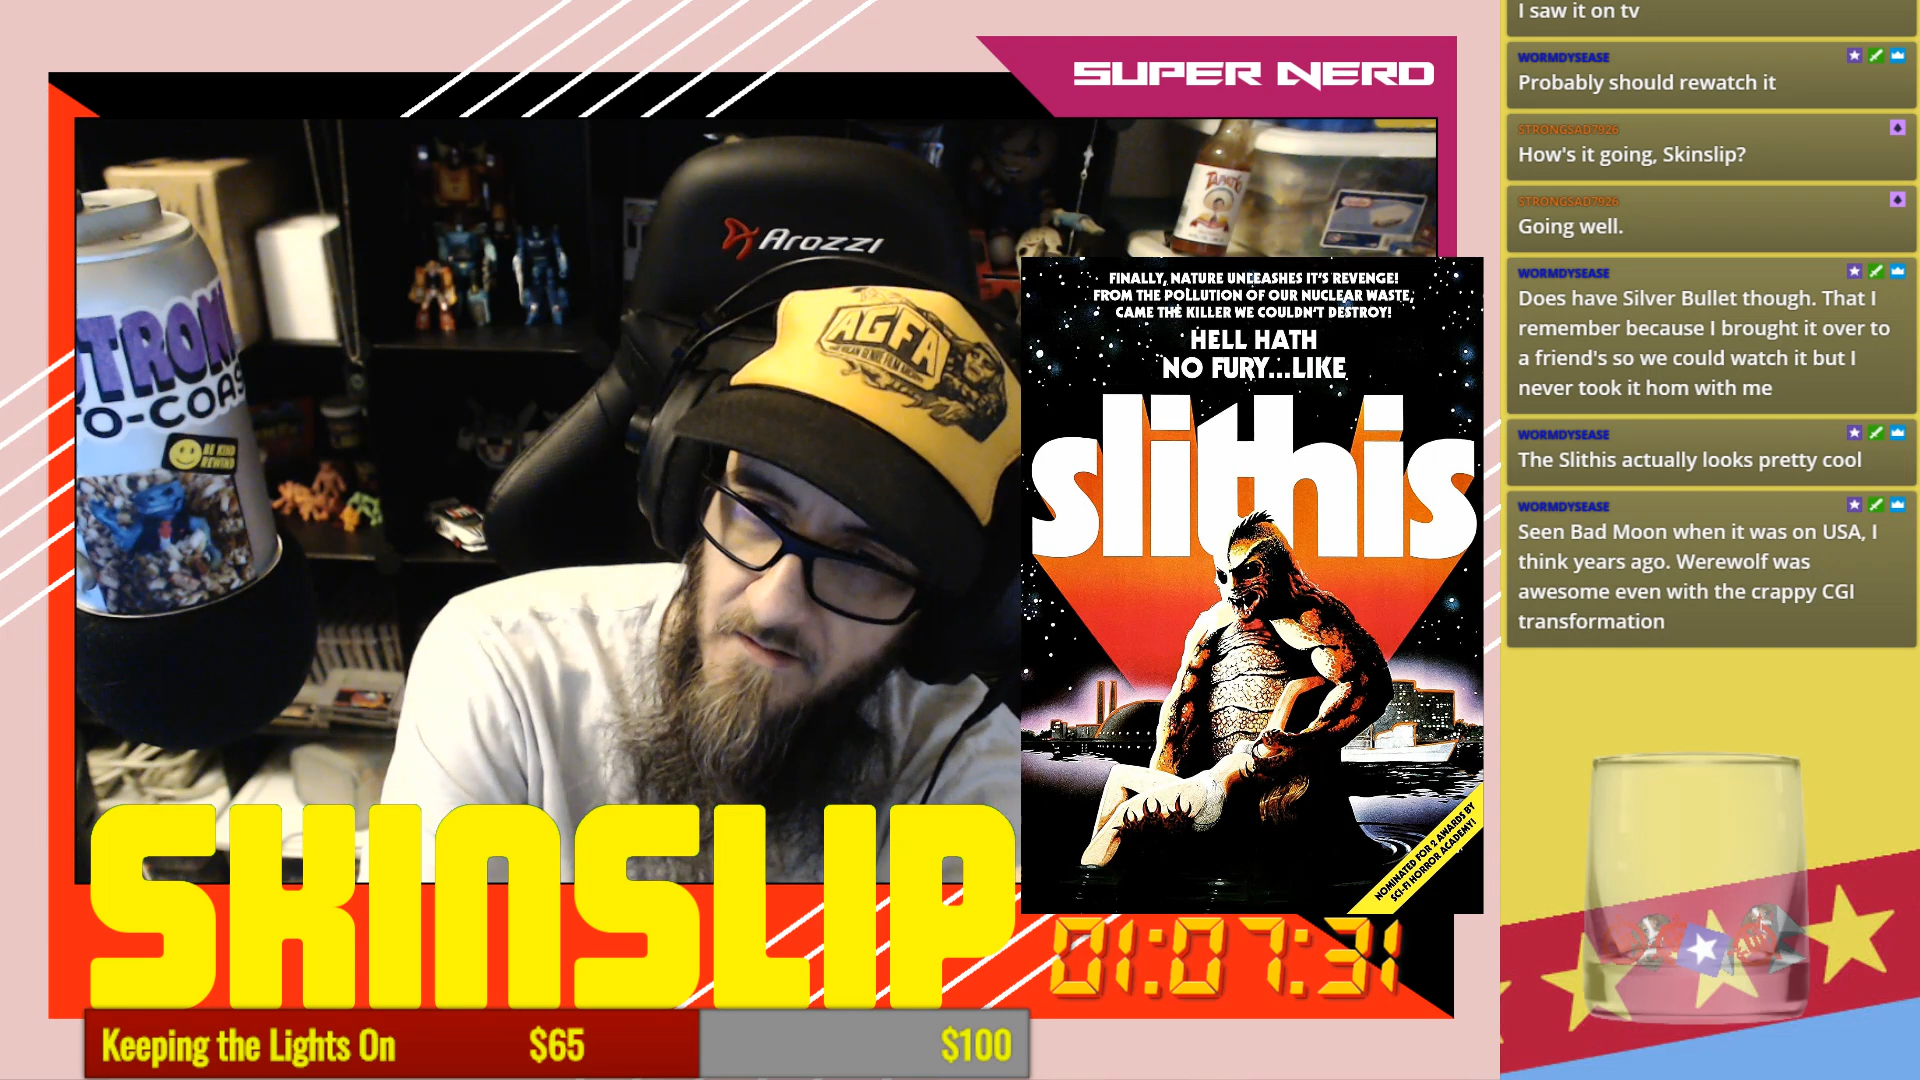 SUPER NERD
Arozzi
TAPATIO
AGFA
STRONG
TO-COAST
BE KIND
REWIND
FINALLY, NATURE UNLEASHES IT'S REVENGE!
FROM THE POLLUTION OF OUR NUCLEAR WASTE,
CAME THE KILLER WE COULDN'T DESTROY!
HELL HATH
NO FURY...LIKE
slithis
NOMINATED FOR 2 AWARDS BY
SCI-FI HORROR ACADEMY!
SKINSLIP
01:07:31
Keeping the Lights On $65 $100
I saw it on tv
WORMDYSEASE
Probably should rewatch it
STRONGSAD7926
How's it going, Skinslip?
STRONGSAD7926
Going well.
WORMDYSEASE
Does have Silver Bullet though. That I
remember because I brought it over to
a friend's so we could watch it but I
never took it hom with me
WORMDYSEASE
The Slithis actually looks pretty cool
WORMDYSEASE
Seen Bad Moon when it was on USA, I
think years ago. Werewolf was
awesome even with the crappy CGI
transformation